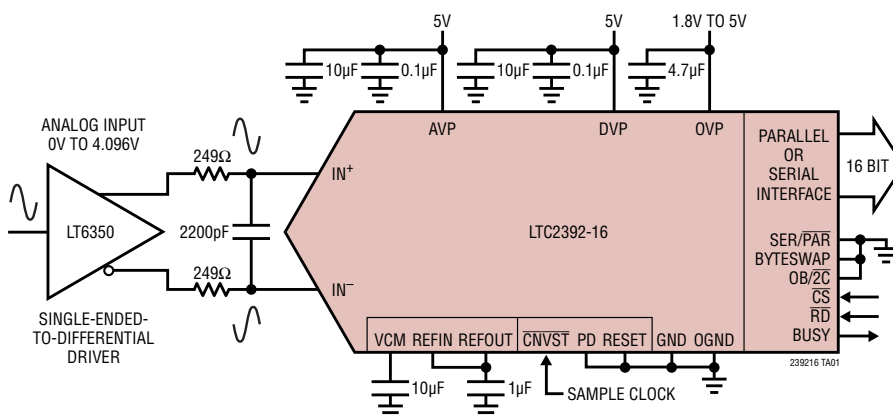 5V
5V
1.8V TO 5V
10µF
0.1µF
10µF
0.1µF
4.7µF
ANALOG INPUT
0V TO 4.096V
AVP
DVP
OVP
PARALLEL
OR
SERIAL
INTERFACE
16 BIT
249Ω
IN+
LT6350
2200pF
LTC2392-16
SER/PAR
BYTESWAP
OB/2C
CS
RD
BUSY
249Ω
IN–
SINGLE-ENDED-
TO-DIFFERENTIAL
DRIVER
VCM
REFIN
REFOUT
CNVST
PD
RESET
GND
OGND
239216 TA01
10µF
1µF
SAMPLE CLOCK